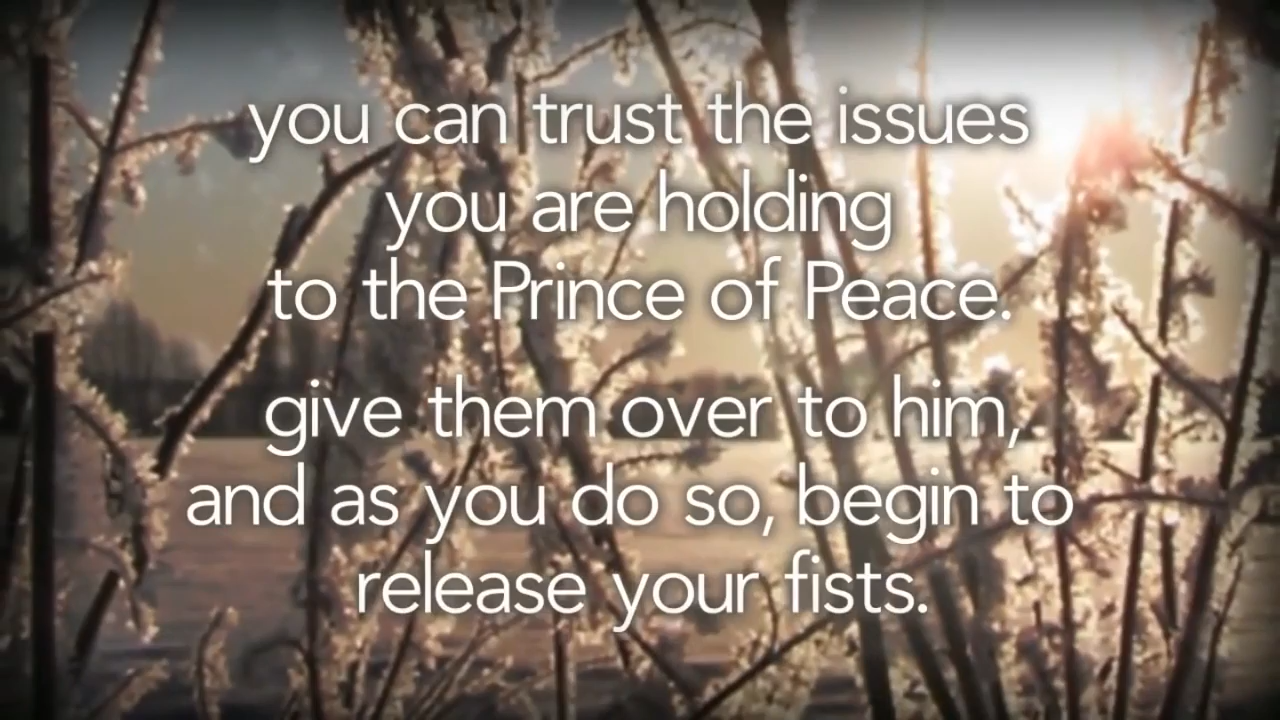 you can trust the issues
you are holding
to the Prince of Peace.
give them over to him,
and as you do so, begin to
release your fists.